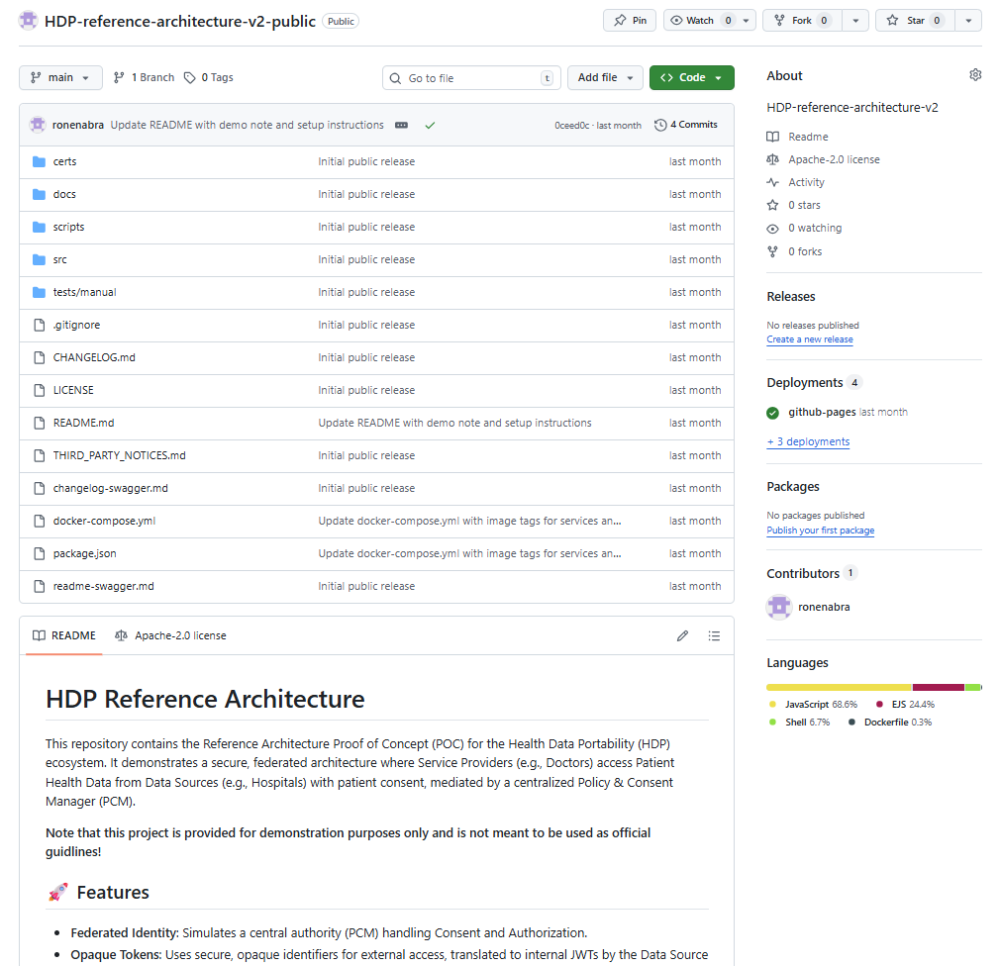 HDP-reference-architecture-v2-public Public Pin Watch 0 Fork 0 Star 0
main 1 Branch 0 Tags Go to file t Add file Code
ronenabra Update README with demo note and setup instructions 0ceed0c · last month 4 Commits
certs Initial public release last month
docs Initial public release last month
scripts Initial public release last month
src Initial public release last month
tests/manual Initial public release last month
.gitignore Initial public release last month
CHANGELOG.md Initial public release last month
LICENSE Initial public release last month
README.md Update README with demo note and setup instructions last month
THIRD_PARTY_NOTICES.md Initial public release last month
changelog-swagger.md Initial public release last month
docker-compose.yml Update docker-compose.yml with image tags for services an... last month
package.json Update docker-compose.yml with image tags for services an... last month
readme-swagger.md Initial public release last month
README Apache-2.0 license
HDP Reference Architecture
This repository contains the Reference Architecture Proof of Concept (POC) for the Health Data Portability (HDP)
ecosystem. It demonstrates a secure, federated architecture where Service Providers (e.g., Doctors) access Patient
Health Data from Data Sources (e.g., Hospitals) with patient consent, mediated by a centralized Policy & Consent
Manager (PCM).
Note that this project is provided for demonstration purposes only and is not meant to be used as official
guidlines!
🚀 Features
• Federated Identity: Simulates a central authority (PCM) handling Consent and Authorization.
• Opaque Tokens: Uses secure, opaque identifiers for external access, translated to internal JWTs by the Data Source
About
HDP-reference-architecture-v2
Readme
Apache-2.0 license
Activity
0 stars
0 watching
0 forks
Releases
No releases published
Create a new release
Deployments 4
github-pages last month
+ 3 deployments
Packages
No packages published
Publish your first package
Contributors 1
ronenabra
Languages
JavaScript 68.6% EJS 24.4%
Shell 6.7% Dockerfile 0.3%